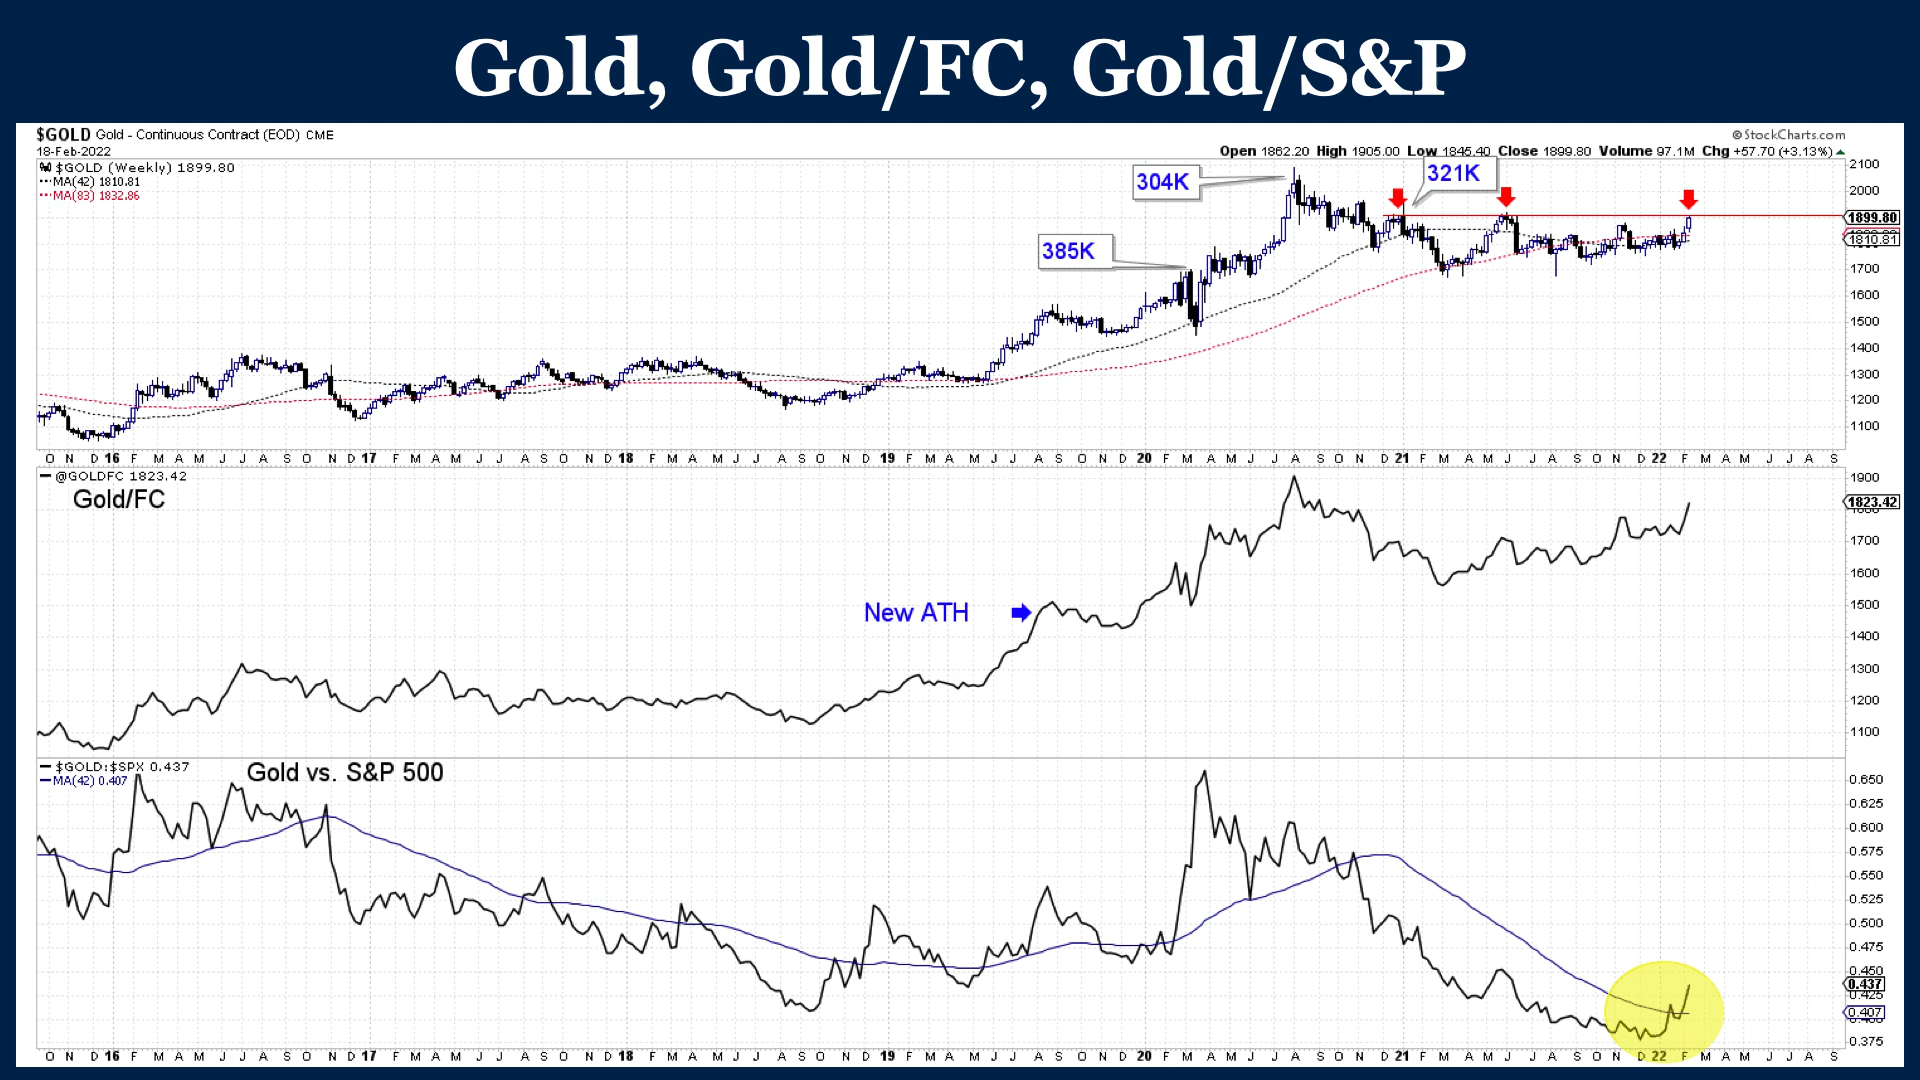 Gold, Gold/FC, Gold/S&P
$GOLD Gold - Continuous Contract (EOD) CME
© StockCharts.com
18-Feb-2022
Open 1862.20 High 1905.00 Low 1845.40 Close 1899.80 Volume 97.1M Chg +57.70 (+3.13%)
$GOLD (Weekly) 1899.80
MA(42) 1810.81
MA(83) 1832.86
304K
321K
385K
2100
2000
1899.80
1810.81
1700
1600
1500
1400
1300
1200
1100
O N D 16 F M A M J J A S O N D 17 F M A M J J A S O N D 18 F M A M J J A S O N D 19 F M A M J J A S O N D 20 F M A M J J A S O N D 21 F M A M J J A S O N D 22 F M A M J J A S
@GOLDFC 1823.42
Gold/FC
New ATH
1900
1823.42
1700
1600
1500
1400
1300
1200
1100
$GOLD:$SPX 0.437
MA(42) 0.407
Gold vs. S&P 500
0.650
0.625
0.600
0.575
0.550
0.525
0.500
0.475
0.450
0.437
0.425
0.407
0.375
O N D 16 F M A M J J A S O N D 17 F M A M J J A S O N D 18 F M A M J J A S O N D 19 F M A M J J A S O N D 20 F M A M J J A S O N D 21 F M A M J J A S O N D 22 F M A M J J A S